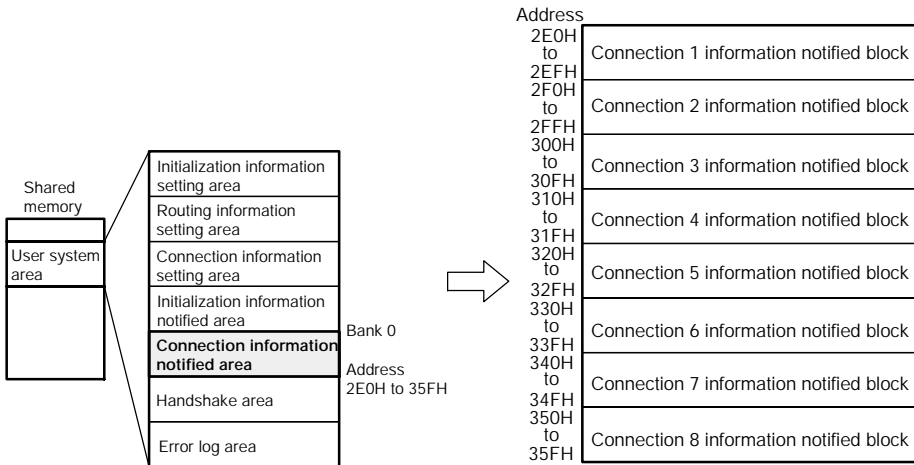 Shared
memory
User system
area
Initialization information
setting area
Routing information
setting area
Connection information
setting area
Initialization information
notified area
Connection information
notified area
Handshake area
Error log area
Bank 0
Address
2E0H to 35FH
Address
2E0H
to
2EFH
Connection 1 information notified block
2F0H
to
2FFH
Connection 2 information notified block
300H
to
30FH
Connection 3 information notified block
310H
to
31FH
Connection 4 information notified block
320H
to
32FH
Connection 5 information notified block
330H
to
33FH
Connection 6 information notified block
340H
to
34FH
Connection 7 information notified block
350H
to
35FH
Connection 8 information notified block